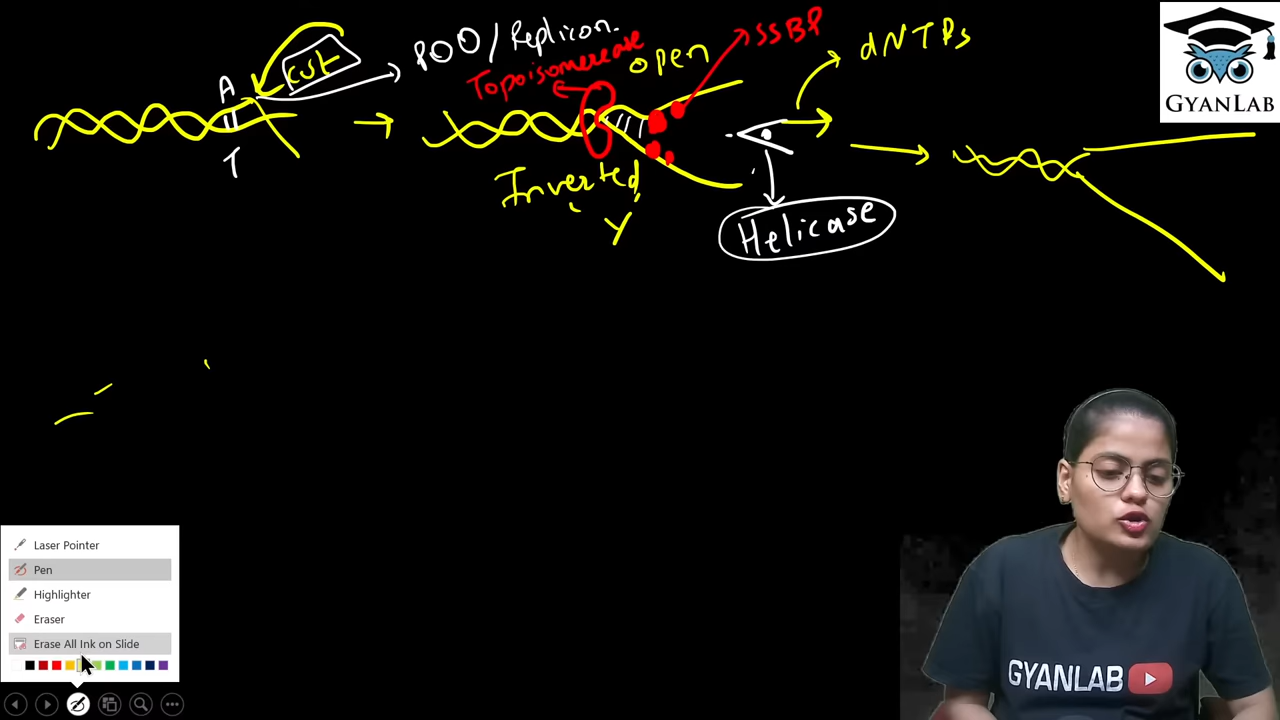 cut
A
T
POO/Replicon.
Topoisomerase
open
SSBP
dNTPs
Inverted
Y
Helicase
GYANLAB
GYANLAB
Laser Pointer
Pen
Highlighter
Eraser
Erase All Ink on Slide